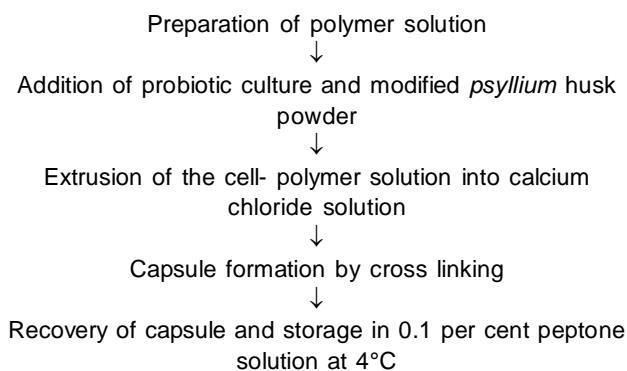 Preparation of polymer solution
↓
Addition of probiotic culture and modified psyllium husk
powder
↓
Extrusion of the cell- polymer solution into calcium
chloride solution
↓
Capsule formation by cross linking
↓
Recovery of capsule and storage in 0.1 per cent peptone
solution at 4°C